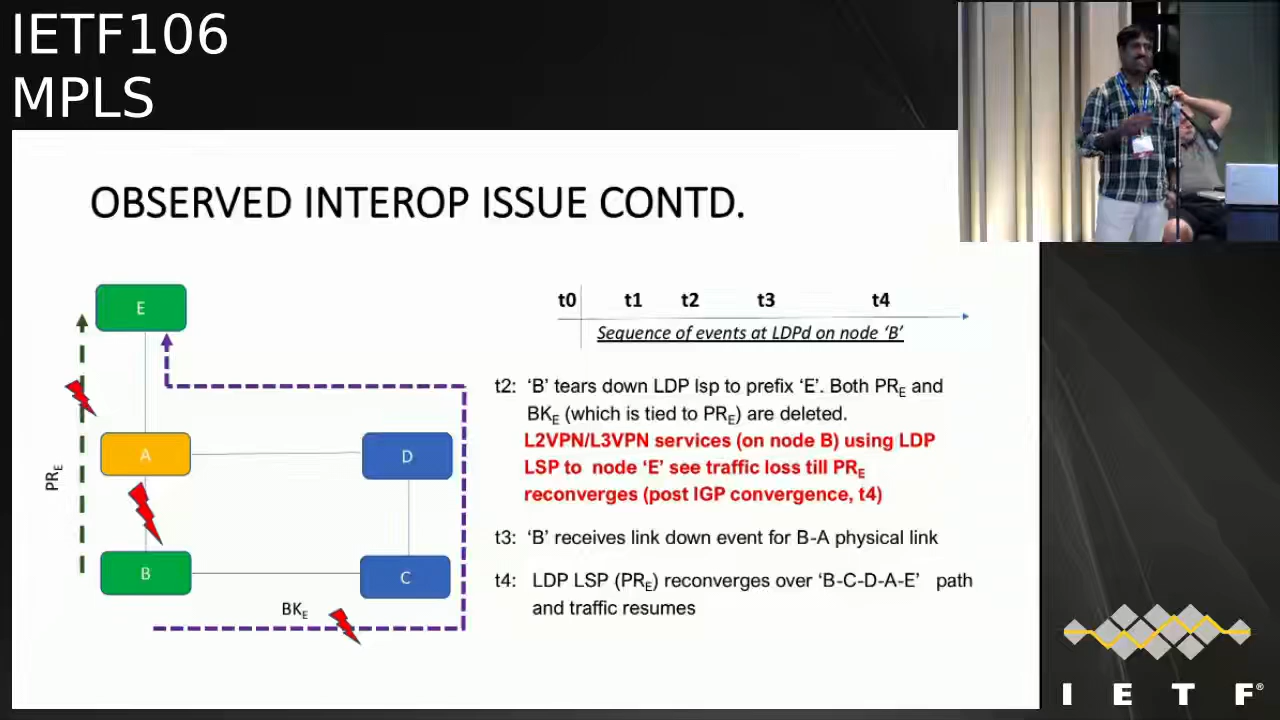 IETF106
MPLS
OBSERVED INTEROP ISSUE CONTD.
E
A
D
B
C
PRE
BKE
t0 t1 t2 t3 t4
Sequence of events at LDPd on node ‘B’
t2: ‘B’ tears down LDP lsp to prefix ‘E’. Both PRE and
BKE (which is tied to PRE) are deleted.
L2VPN/L3VPN services (on node B) using LDP
LSP to node ‘E’ see traffic loss till PRE
reconverges (post IGP convergence, t4)
t3: ‘B’ receives link down event for B-A physical link
t4: LDP LSP (PRE) reconverges over ‘B-C-D-A-E’ path
and traffic resumes
I E T F®